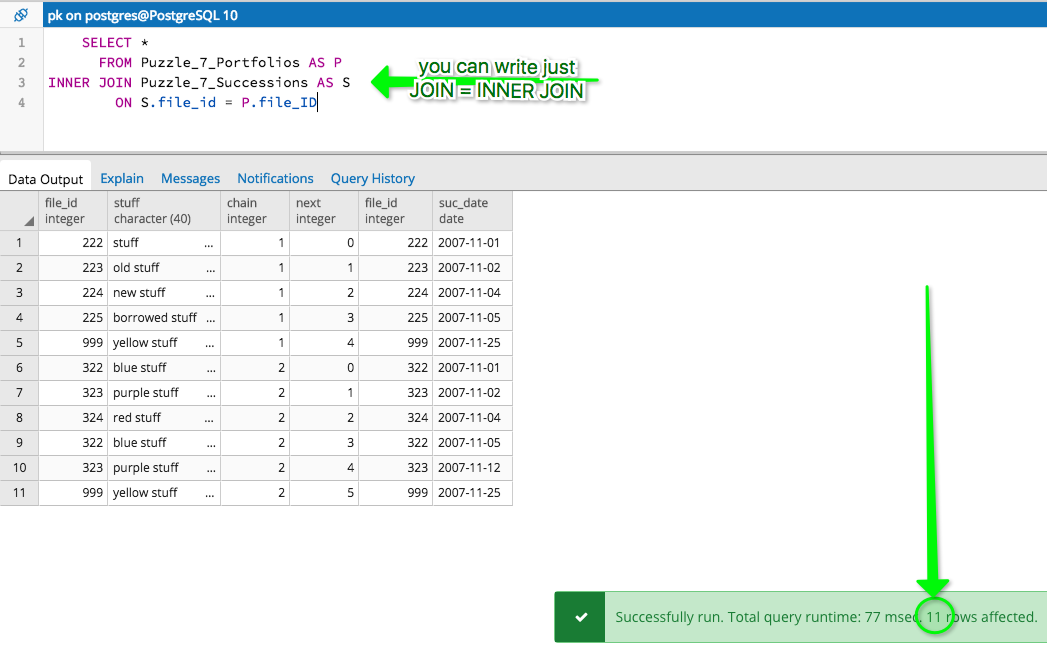 pk on postgres@PostgreSQL 10
1 SELECT *
2 FROM Puzzle_7_Portfolios AS P
3 INNER JOIN Puzzle_7_Successions AS S
4 ON S.file_id = P.file_ID
you can write just
JOIN = INNER JOIN
Data Output Explain Messages Notifications Query History
file_id stuff chain next file_id suc_date
integer character (40) integer integer integer date
1 222 stuff ... 1 0 222 2007-11-01
2 223 old stuff ... 1 1 223 2007-11-02
3 224 new stuff ... 1 2 224 2007-11-04
4 225 borrowed stuff ... 1 3 225 2007-11-05
5 999 yellow stuff ... 1 4 999 2007-11-25
6 322 blue stuff ... 2 0 322 2007-11-01
7 323 purple stuff ... 2 1 323 2007-11-02
8 324 red stuff ... 2 2 324 2007-11-04
9 322 blue stuff ... 2 3 322 2007-11-05
10 323 purple stuff ... 2 4 323 2007-11-12
11 999 yellow stuff ... 2 5 999 2007-11-25
Successfully run. Total query runtime: 77 msec. 11 rows affected.